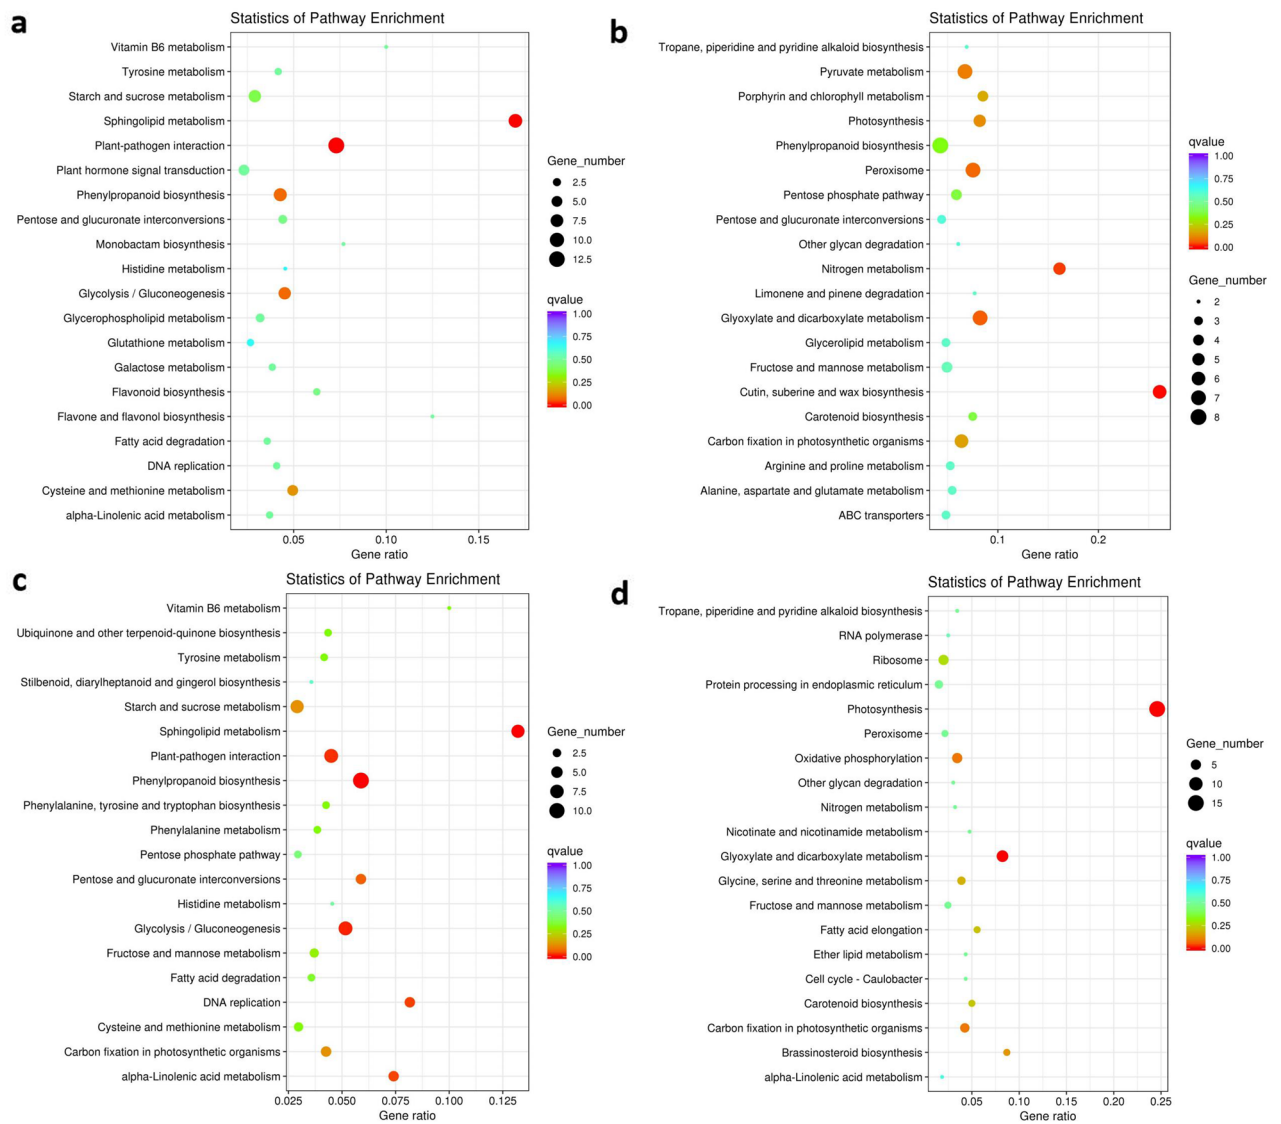 a
Statistics of Pathway Enrichment
Vitamin B6 metabolism
Tyrosine metabolism
Starch and sucrose metabolism
Sphingolipid metabolism
Plant-pathogen interaction
Plant hormone signal transduction
Phenylpropanoid biosynthesis
Pentose and glucuronate interconversions
Monobactam biosynthesis
Histidine metabolism
Glycolysis / Gluconeogenesis
Glycerophospholipid metabolism
Glutathione metabolism
Galactose metabolism
Flavonoid biosynthesis
Flavone and flavonol biosynthesis
Fatty acid degradation
DNA replication
Cysteine and methionine metabolism
alpha-Linolenic acid metabolism
0.05 0.10 0.15
Gene ratio
Gene_number
2.5
5.0
7.5
10.0
12.5
qvalue
1.00
0.75
0.50
0.25
0.00
b
Statistics of Pathway Enrichment
Tropane, piperidine and pyridine alkaloid biosynthesis
Pyruvate metabolism
Porphyrin and chlorophyll metabolism
Photosynthesis
Phenylpropanoid biosynthesis
Peroxisome
Pentose phosphate pathway
Pentose and glucuronate interconversions
Other glycan degradation
Nitrogen metabolism
Limonene and pinene degradation
Glyoxylate and dicarboxylate metabolism
Glycerolipid metabolism
Fructose and mannose metabolism
Cutin, suberine and wax biosynthesis
Carotenoid biosynthesis
Carbon fixation in photosynthetic organisms
Arginine and proline metabolism
Alanine, aspartate and glutamate metabolism
ABC transporters
0.1 0.2
Gene ratio
qvalue
1.00
0.75
0.50
0.25
0.00
Gene_number
2
3
4
5
6
7
8
c
Statistics of Pathway Enrichment
Vitamin B6 metabolism
Ubiquinone and other terpenoid-quinone biosynthesis
Tyrosine metabolism
Stilbenoid, diarylheptanoid and gingerol biosynthesis
Starch and sucrose metabolism
Sphingolipid metabolism
Plant-pathogen interaction
Phenylpropanoid biosynthesis
Phenylalanine, tyrosine and tryptophan biosynthesis
Phenylalanine metabolism
Pentose phosphate pathway
Pentose and glucuronate interconversions
Histidine metabolism
Glycolysis / Gluconeogenesis
Fructose and mannose metabolism
Fatty acid degradation
DNA replication
Cysteine and methionine metabolism
Carbon fixation in photosynthetic organisms
alpha-Linolenic acid metabolism
0.025 0.050 0.075 0.100 0.125
Gene ratio
Gene_number
2.5
5.0
7.5
10.0
qvalue
1.00
0.75
0.50
0.25
0.00
d
Statistics of Pathway Enrichment
Tropane, piperidine and pyridine alkaloid biosynthesis
RNA polymerase
Ribosome
Protein processing in endoplasmic reticulum
Photosynthesis
Peroxisome
Oxidative phosphorylation
Other glycan degradation
Nitrogen metabolism
Nicotinate and nicotinamide metabolism
Glyoxylate and dicarboxylate metabolism
Glycine, serine and threonine metabolism
Fructose and mannose metabolism
Fatty acid elongation
Ether lipid metabolism
Cell cycle - Caulobacter
Carotenoid biosynthesis
Carbon fixation in photosynthetic organisms
Brassinosteroid biosynthesis
alpha-Linolenic acid metabolism
0.05 0.10 0.15 0.20 0.25
Gene ratio
Gene_number
5
10
15
qvalue
1.00
0.75
0.50
0.25
0.00